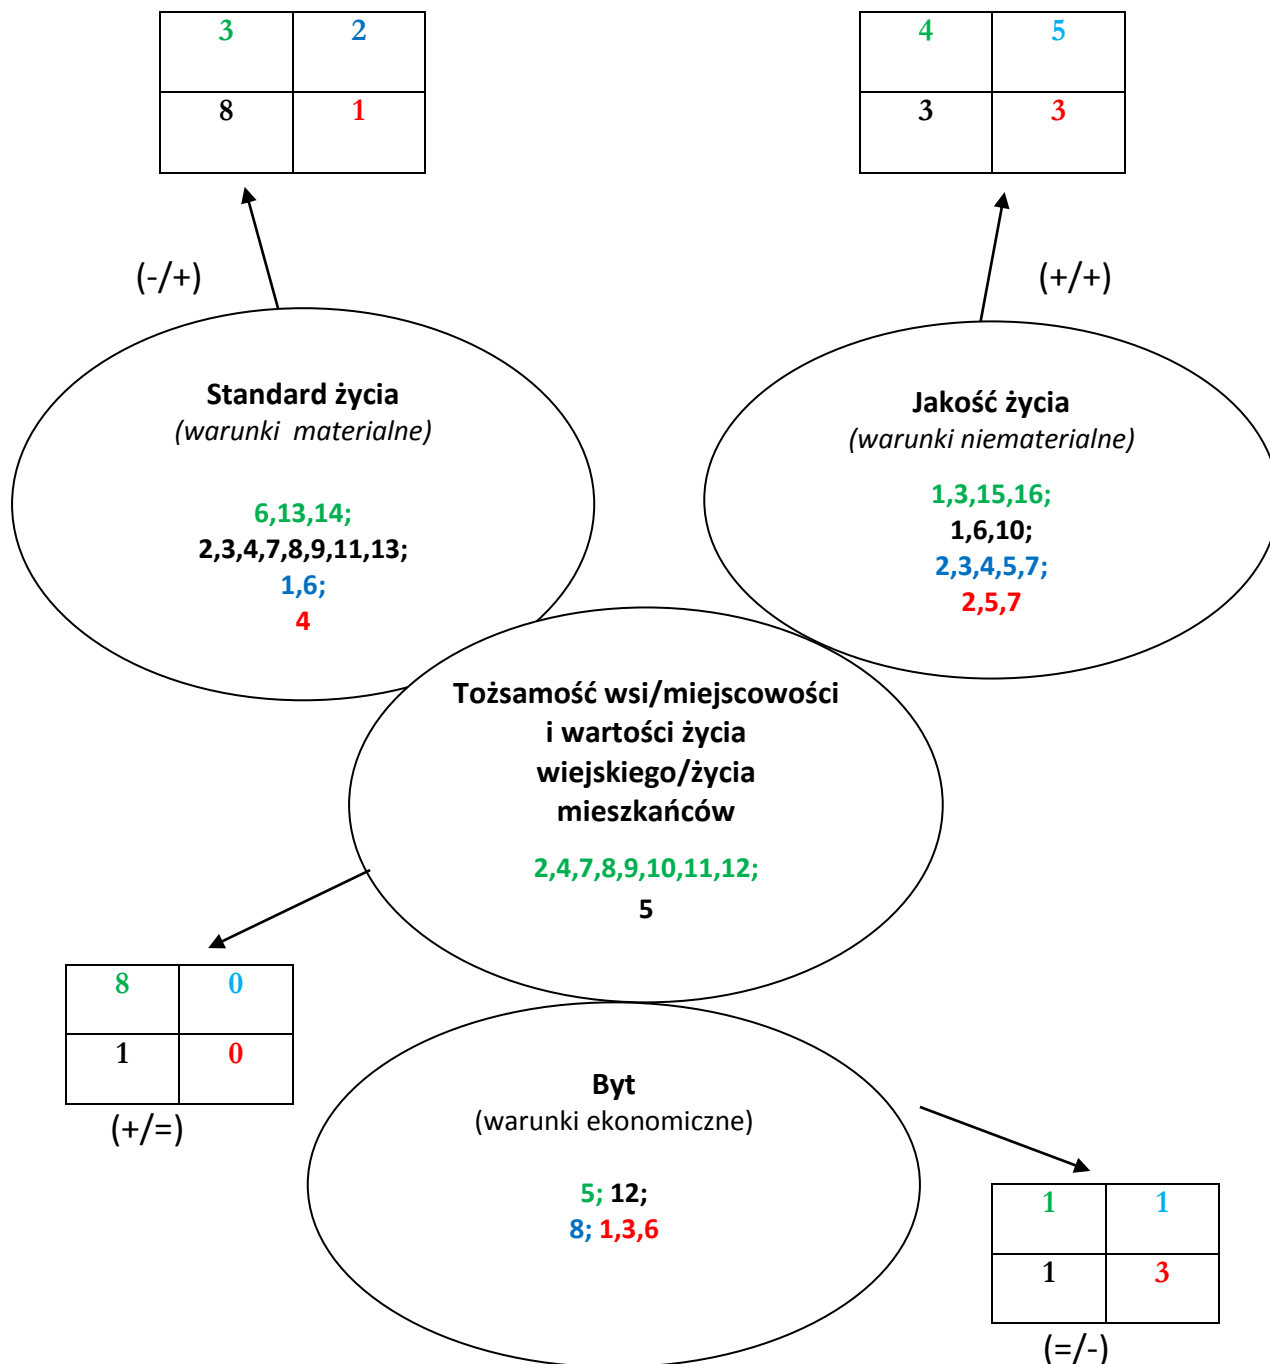 3 2
8 1
4 5
3 3
(-/+)
(+/+)
Standard życia
(warunki materialne)
6,13,14;
2,3,4,7,8,9,11,13;
1,6;
4
Jakość życia
(warunki niematerialne)
1,3,15,16;
1,6,10;
2,3,4,5,7;
2,5,7
Tożsamość wsi/miejscowości
i wartości życia
wiejskiego/życia
mieszkańców
2,4,7,8,9,10,11,12;
5
8 0
1 0
(+/=)
Byt
(warunki ekonomiczne)
5; 12;
8; 1,3,6
1 1
1 3
(=/-)